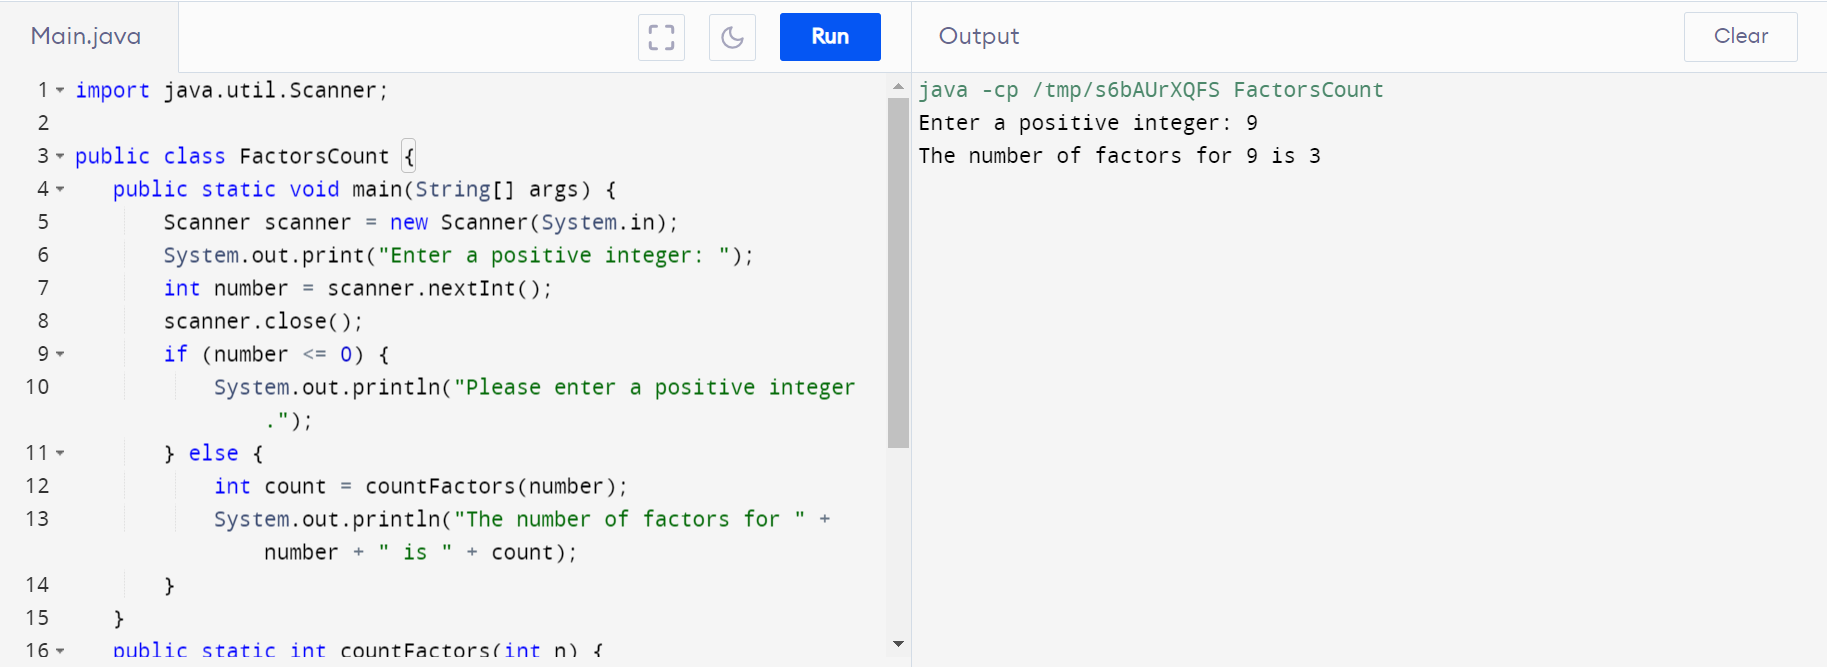 Main.java
Run
Output
Clear
1 import java.util.Scanner;
2
3 public class FactorsCount {
4 public static void main(String[] args) {
5 Scanner scanner = new Scanner(System.in);
6 System.out.print("Enter a positive integer: ");
7 int number = scanner.nextInt();
8 scanner.close();
9 if (number <= 0) {
10 System.out.println("Please enter a positive integer
.");
11 } else {
12 int count = countFactors(number);
13 System.out.println("The number of factors for " +
number + " is " + count);
14 }
15 }
16 public static int countFactors(int n) {
java -cp /tmp/s6bAUrXQFS FactorsCount
Enter a positive integer: 9
The number of factors for 9 is 3